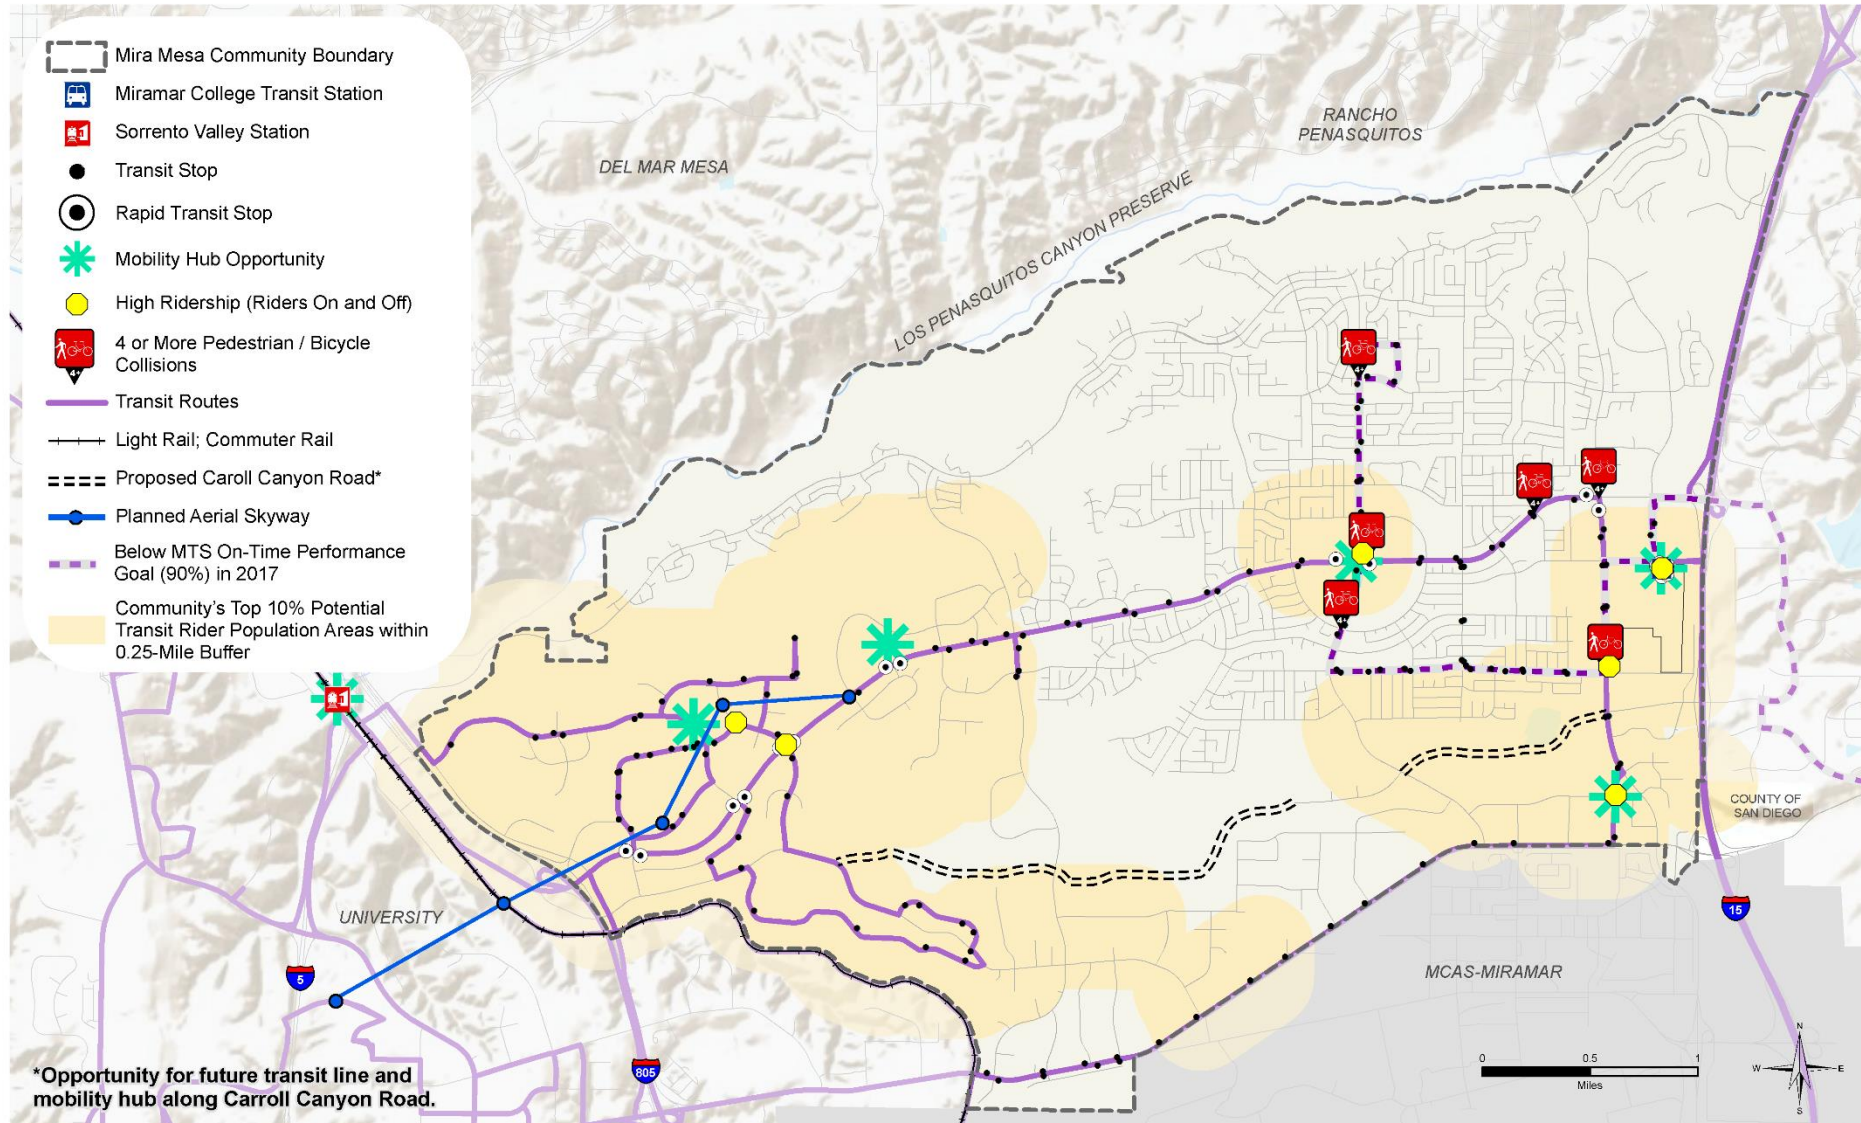 Mira Mesa Community Boundary
Miramar College Transit Station
Sorrento Valley Station
Transit Stop
Rapid Transit Stop
Mobility Hub Opportunity
High Ridership (Riders On and Off)
4 or More Pedestrian / Bicycle
Collisions
4+
Transit Routes
Light Rail; Commuter Rail
Proposed Caroll Canyon Road*
Planned Aerial Skyway
Below MTS On-Time Performance
Goal (90%) in 2017
Community's Top 10% Potential
Transit Rider Population Areas within
0.25-Mile Buffer
DEL MAR MESA
RANCHO
PENASQUITOS
LOS PENASQUITOS CANYON PRESERVE
4+
4+
4+
4+
COUNTY OF
SAN DIEGO
UNIVERSITY
MCAS-MIRAMAR
5
805
15
*Opportunity for future transit line and
mobility hub along Carroll Canyon Road.
0 0.5 1
Miles
N
W E
S